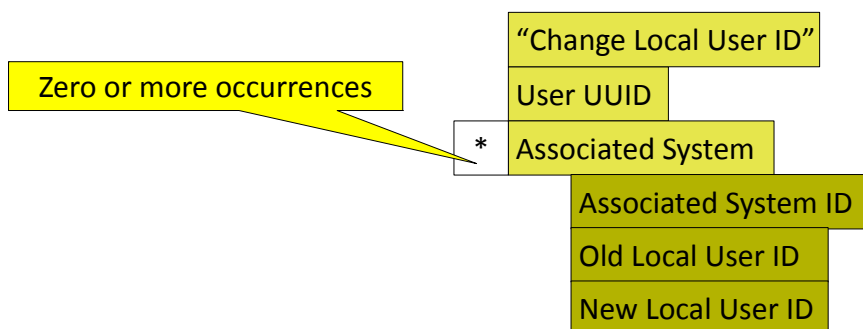 “Change Local User ID”
Zero or more occurrences
User UUID
* Associated System
Associated System ID
Old Local User ID
New Local User ID